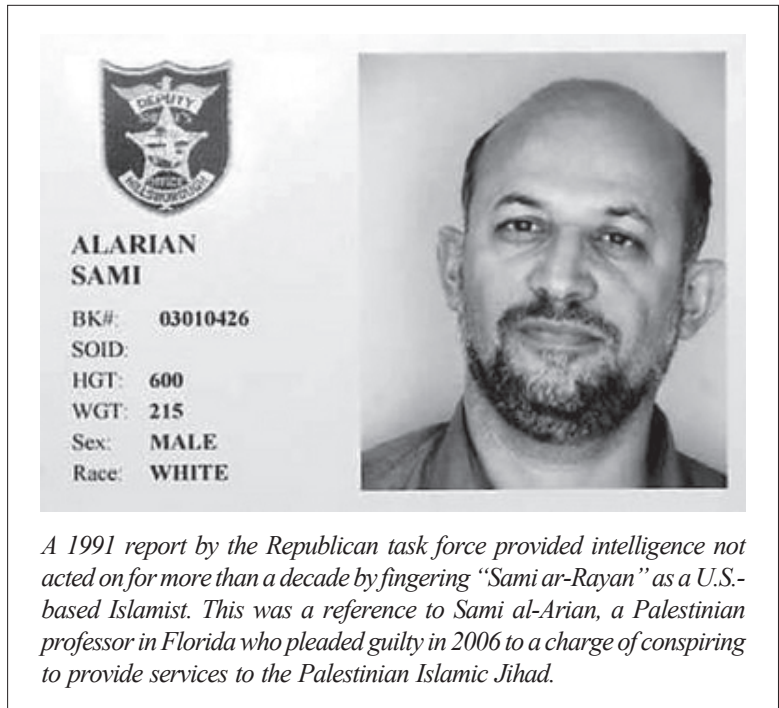 DEPUTY
OFFICE
HILLSBOROUGH
ALARIAN
SAMI
BK#: 03010426
SOID:
HGT: 600
WGT: 215
Sex: MALE
Race: WHITE
A 1991 report by the Republican task force provided intelligence not
acted on for more than a decade by fingering “Sami ar-Rayan” as a U.S.-
based Islamist. This was a reference to Sami al-Arian, a Palestinian
professor in Florida who pleaded guilty in 2006 to a charge of conspiring
to provide services to the Palestinian Islamic Jihad.